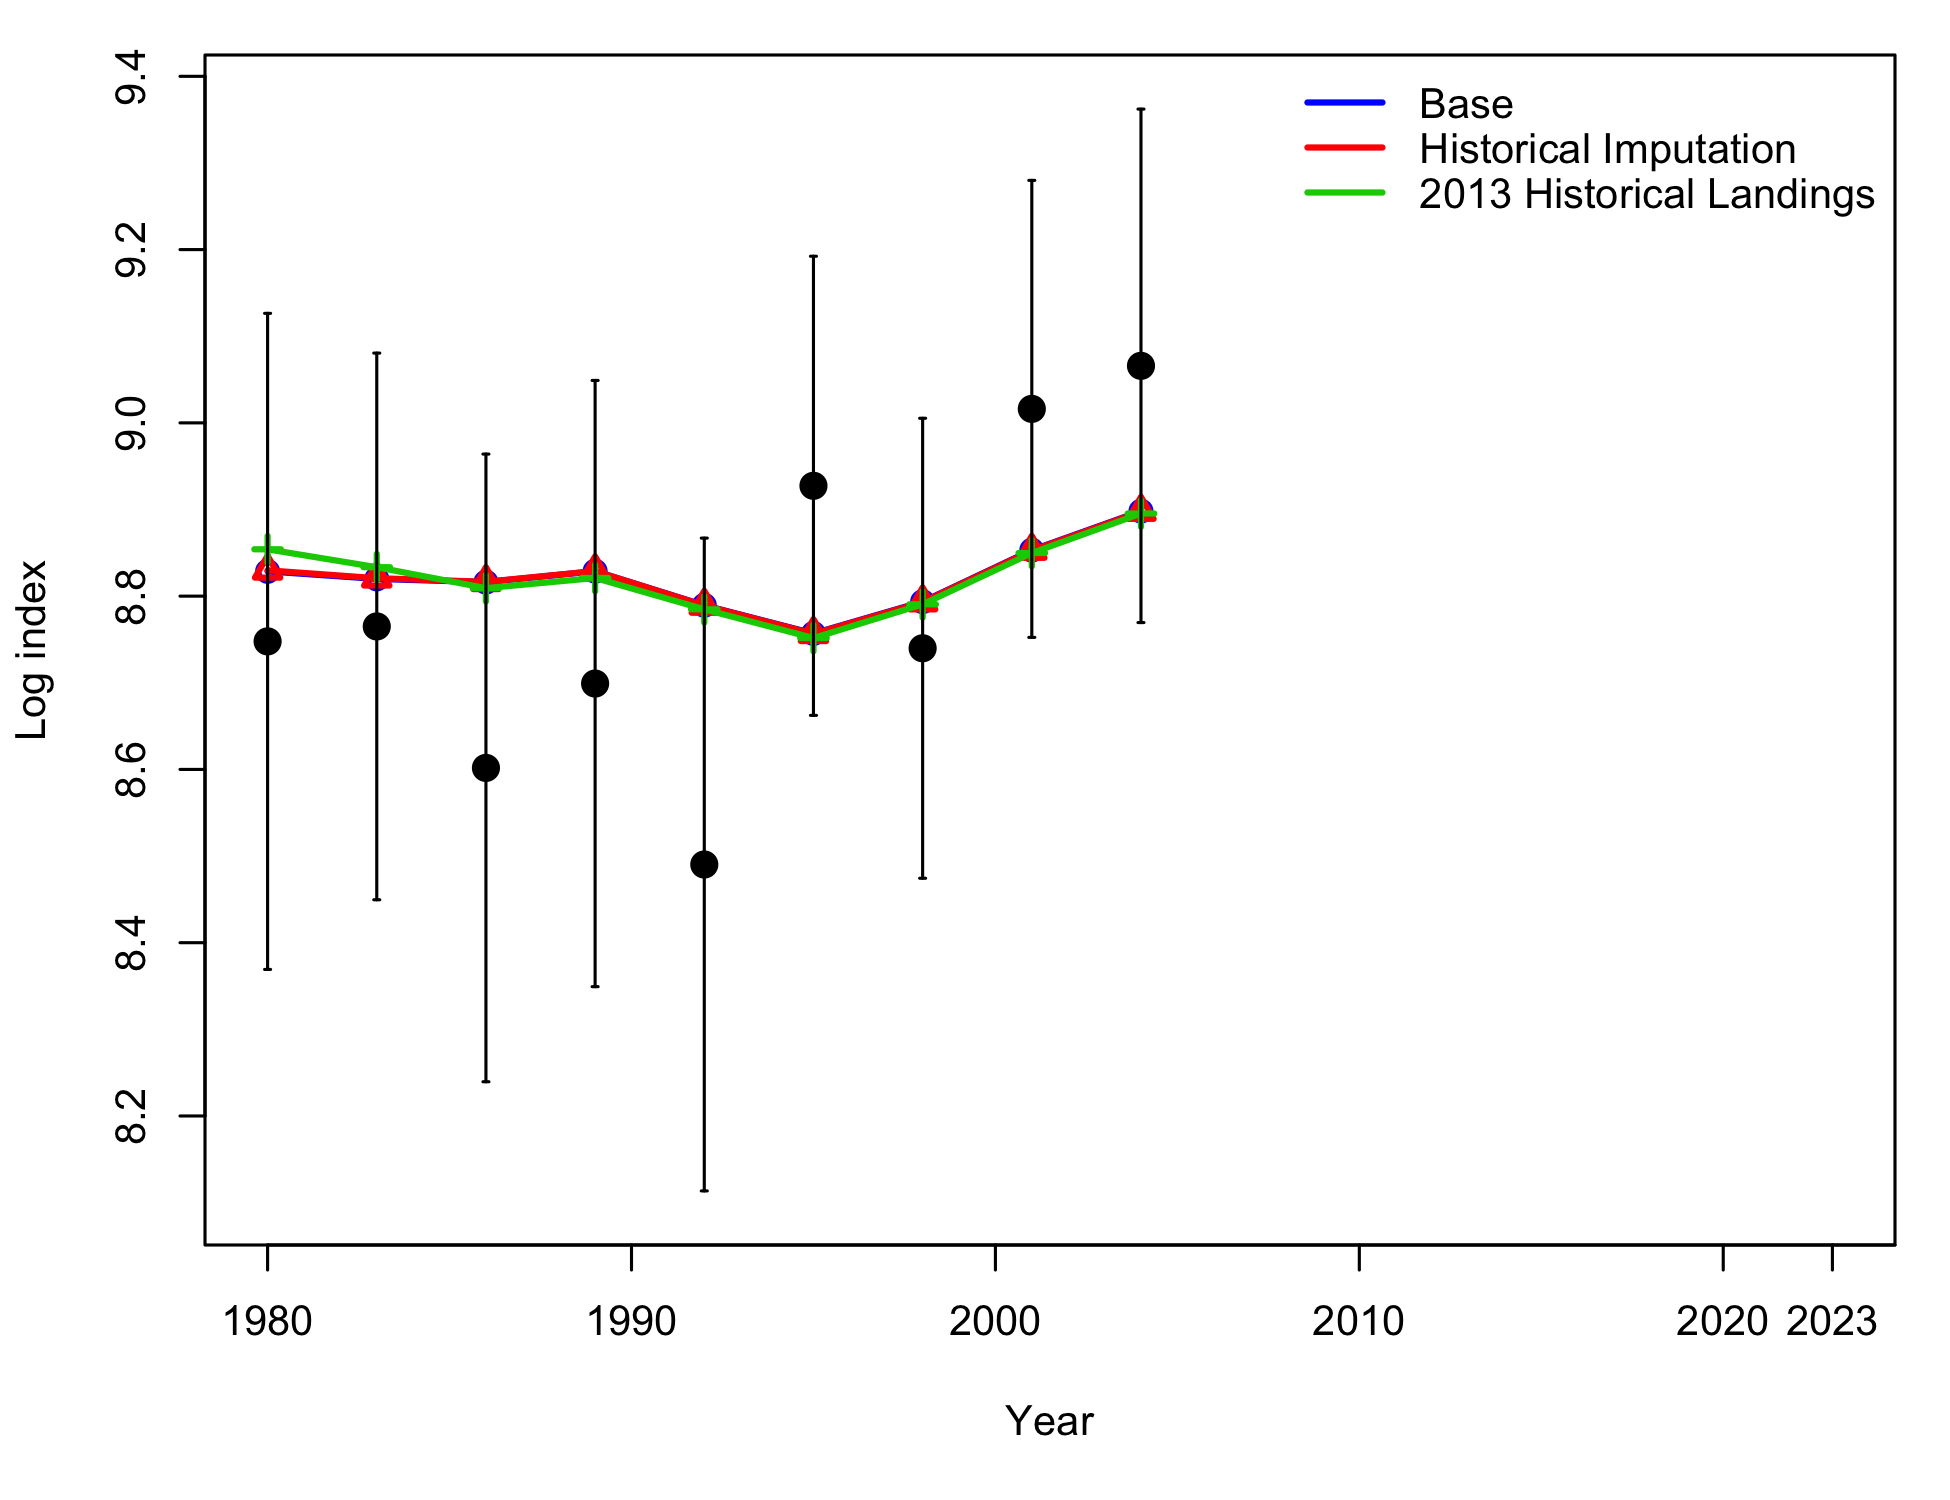 Base
Historical Imputation
2013 Historical Landings
9.4
9.2
9.0
8.8
8.6
8.4
8.2
Log index
1980 1990 2000 2010 2020 2023
Year